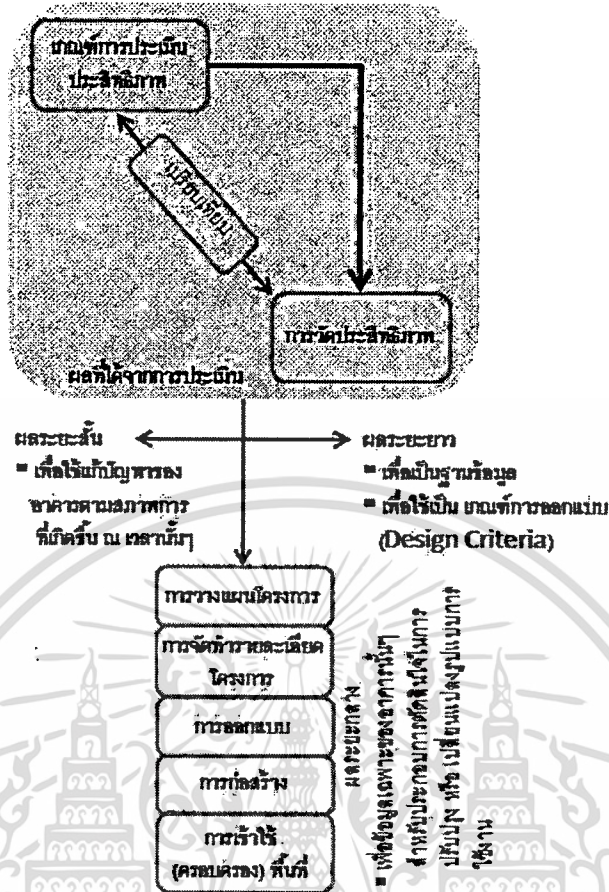 เกณฑ์การประเมิน
ประสิทธิภาพ
เปรียบเทียบ
การวัดประสิทธิภาพ
ผลที่ได้จากการประเมิน
ผลระยะสั้น
เพื่อใช้แก้ปัญหาของ
อาคารตามสภาพการ
ที่เกิดขึ้น ณ เวลานั้นๆ
ผลระยะยาว
เพื่อเป็นฐานข้อมูล
เพื่อใช้เป็น เกณฑ์การออกแบบ
(Design Criteria)
การวางแผนโครงการ
การจัดทำรายละเอียด
โครงการ
การออกแบบ
การก่อสร้าง
การเข้าใช้
(ครอบครอง) พื้นที่
ผลระยะกลาง
เพื่อข้อมูลเฉพาะของอาคารนั้นๆ
สำหรับประกอบการตัดสินใจในการ
ปรับปรุง หรือ เปลี่ยนแปลงรูปแบบการ
ใช้งาน